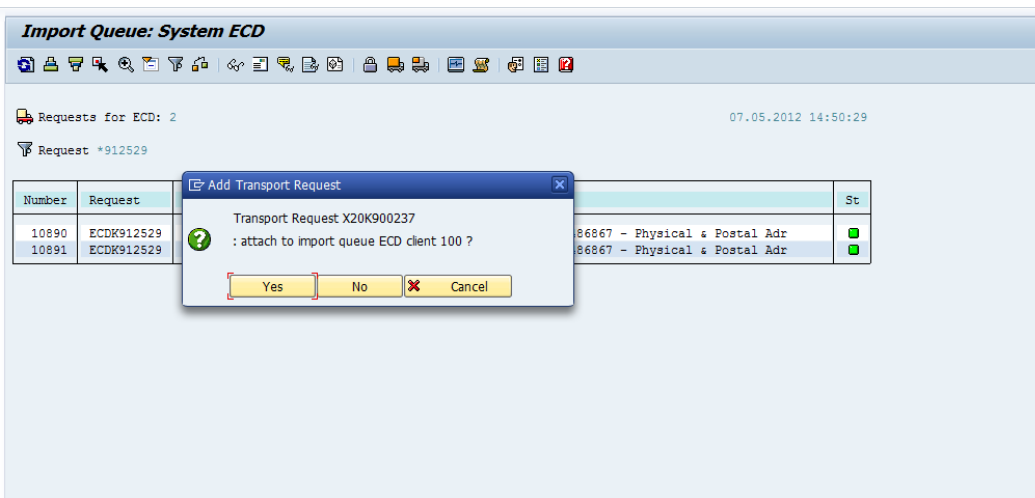 Import Queue: System ECD
Requests for ECD: 2 07.05.2012 14:50:29
Request *912529
Add Transport Request
Number Request St
Transport Request X20K900237
: attach to import queue ECD client 100 ?
10890 ECDK912529 86867 - Physical & Postal Adr
10891 ECDK912529 86867 - Physical & Postal Adr
Yes No Cancel